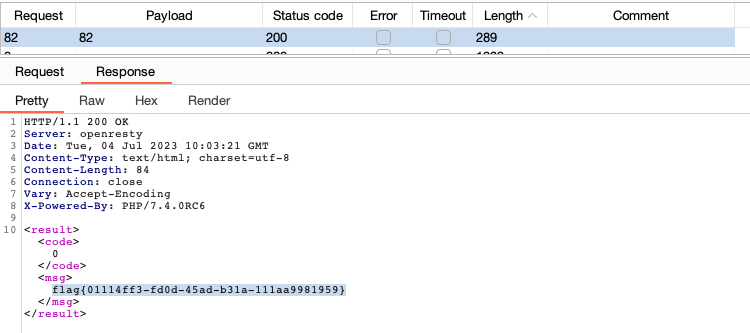 Request Payload Status code Error Timeout Length Comment
82 82 200 289
Request Response
Pretty Raw Hex Render
1 HTTP/1.1 200 OK
2 Server: openresty
3 Date: Tue, 04 Jul 2023 10:03:21 GMT
4 Content-Type: text/html; charset=utf-8
5 Content-Length: 84
6 Connection: close
7 Vary: Accept-Encoding
8 X-Powered-By: PHP/7.4.0RC6
9
10 <result>
<code>
0
</code>
<msg>
flag{01114ff3-fd0d-45ad-b31a-111aa9981959}
</msg>
</result>